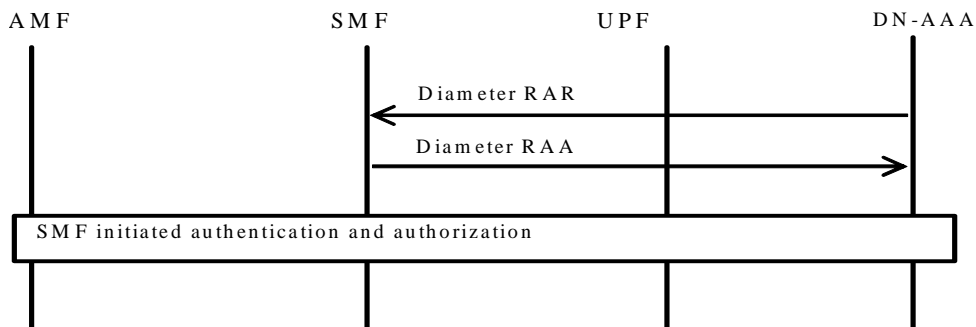 AMF SMF UPF DN-AAA
Diameter RAR
Diameter RAA
SMF initiated authentication and authorization